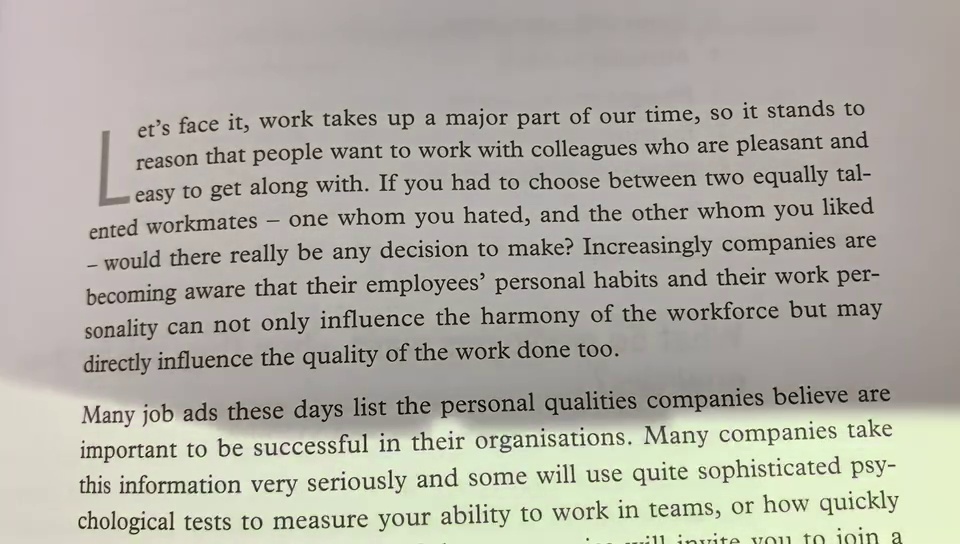 Let's face it, work takes up a major part of our time, so it stands to
reason that people want to work with colleagues who are pleasant and
easy to get along with. If you had to choose between two equally tal-
ented workmates – one whom you hated, and the other whom you liked
– would there really be any decision to make? Increasingly companies are
becoming aware that their employees' personal habits and their work per-
sonality can not only influence the harmony of the workforce but may
directly influence the quality of the work done too.
Many job ads these days list the personal qualities companies believe are
important to be successful in their organisations. Many companies take
this information very seriously and some will use quite sophisticated psy-
chological tests to measure your ability to work in teams, or how quickly
will invite you to join a